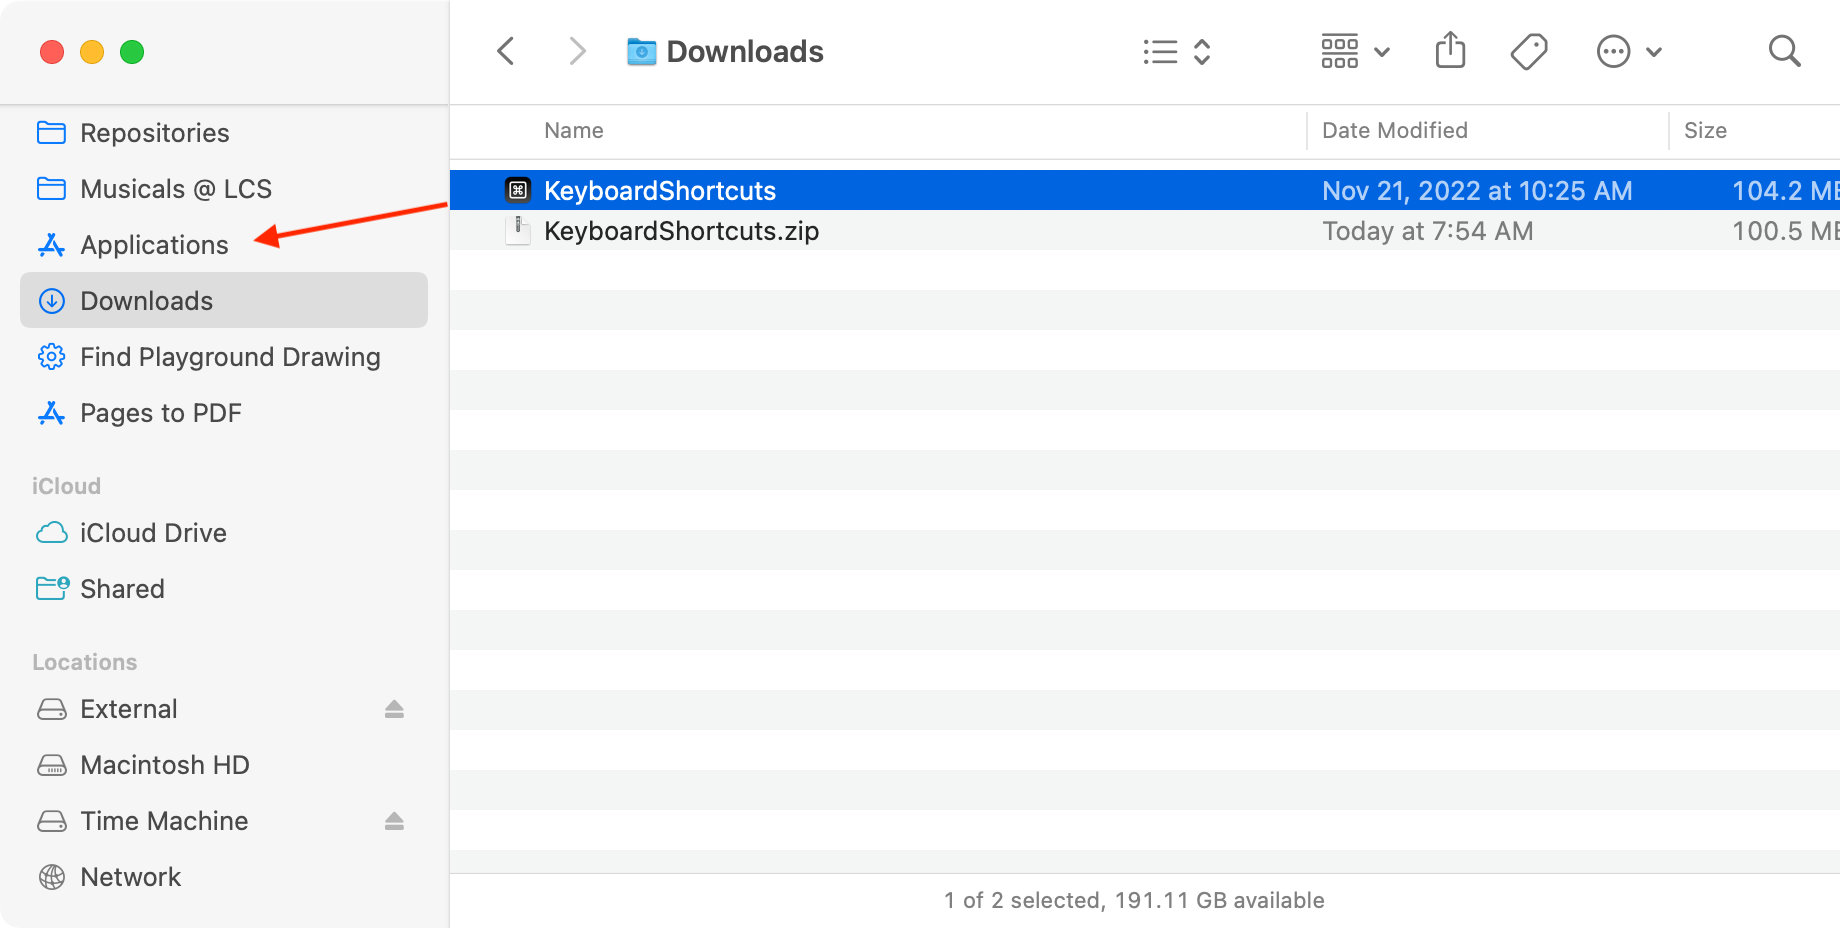 Downloads
Repositories
Musicals @ LCS
Applications
Downloads
Find Playground Drawing
Pages to PDF
iCloud
iCloud Drive
Shared
Locations
External
Macintosh HD
Time Machine
Network
Name Date Modified Size
KeyboardShortcuts Nov 21, 2022 at 10:25 AM 104.2
KeyboardShortcuts.zip Today at 7:54 AM 100.5
1 of 2 selected, 191.11 GB available